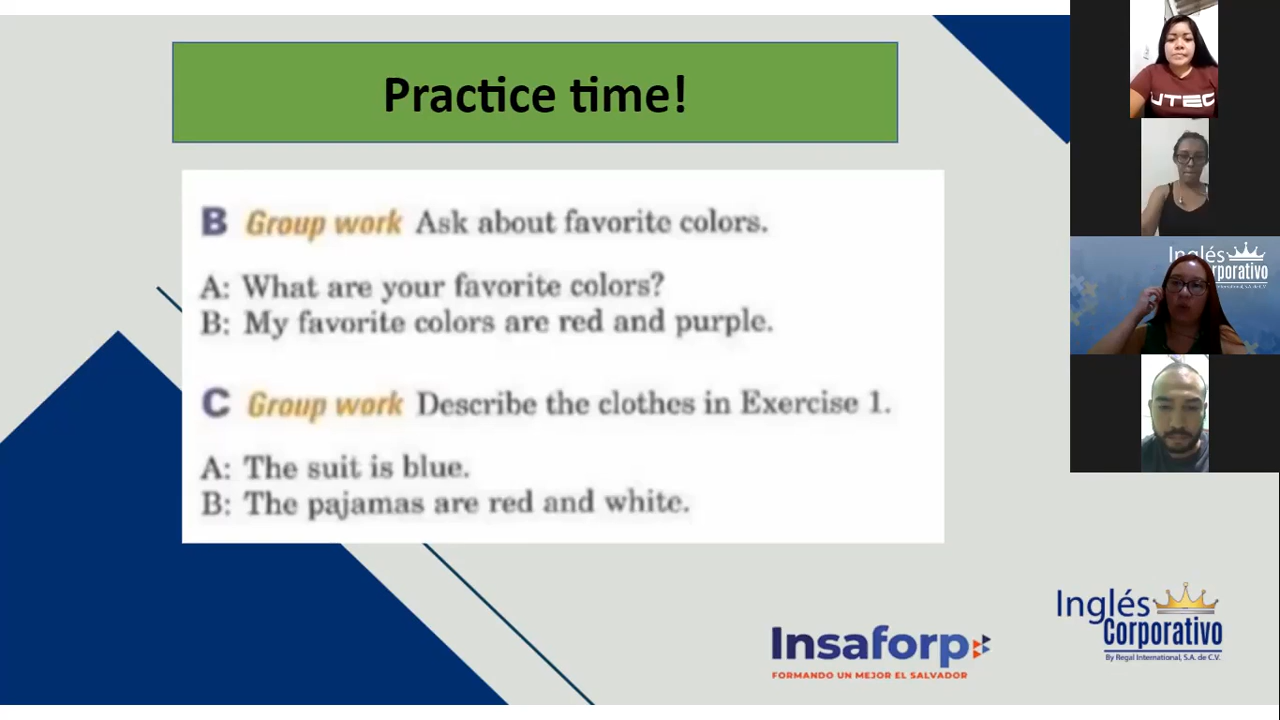 Practice time!
B Group work Ask about favorite colors.
A: What are your favorite colors?
B: My favorite colors are red and purple.
C Group work Describe the clothes in Exercise 1.
A: The suit is blue.
B: The pajamas are red and white.
Insaforp
FORMANDO UN MEJOR EL SALVADOR
Inglés
Corporativo
By Regal International, S.A. de C.V.
UTEC
Inglés
rporativo